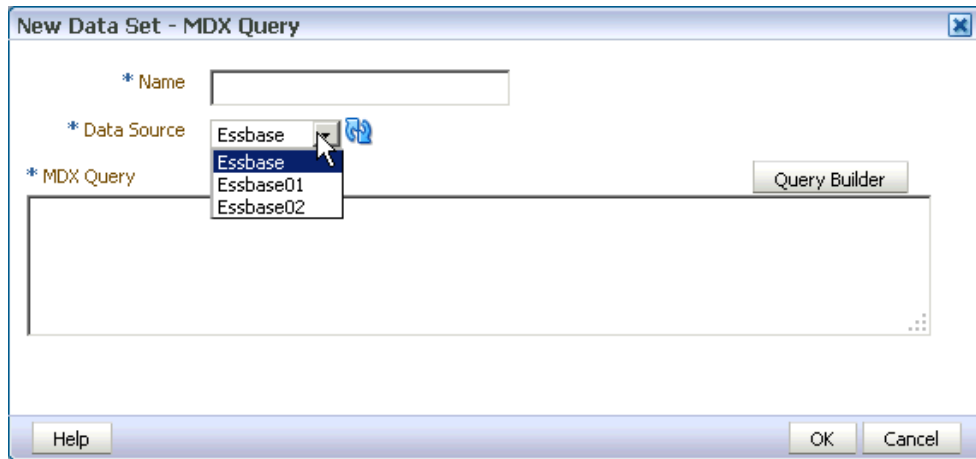 New Data Set - MDX Query
* Name
* Data Source Essbase
Essbase
* MDX Query Query Builder
Essbase01
Essbase02
Help OK Cancel